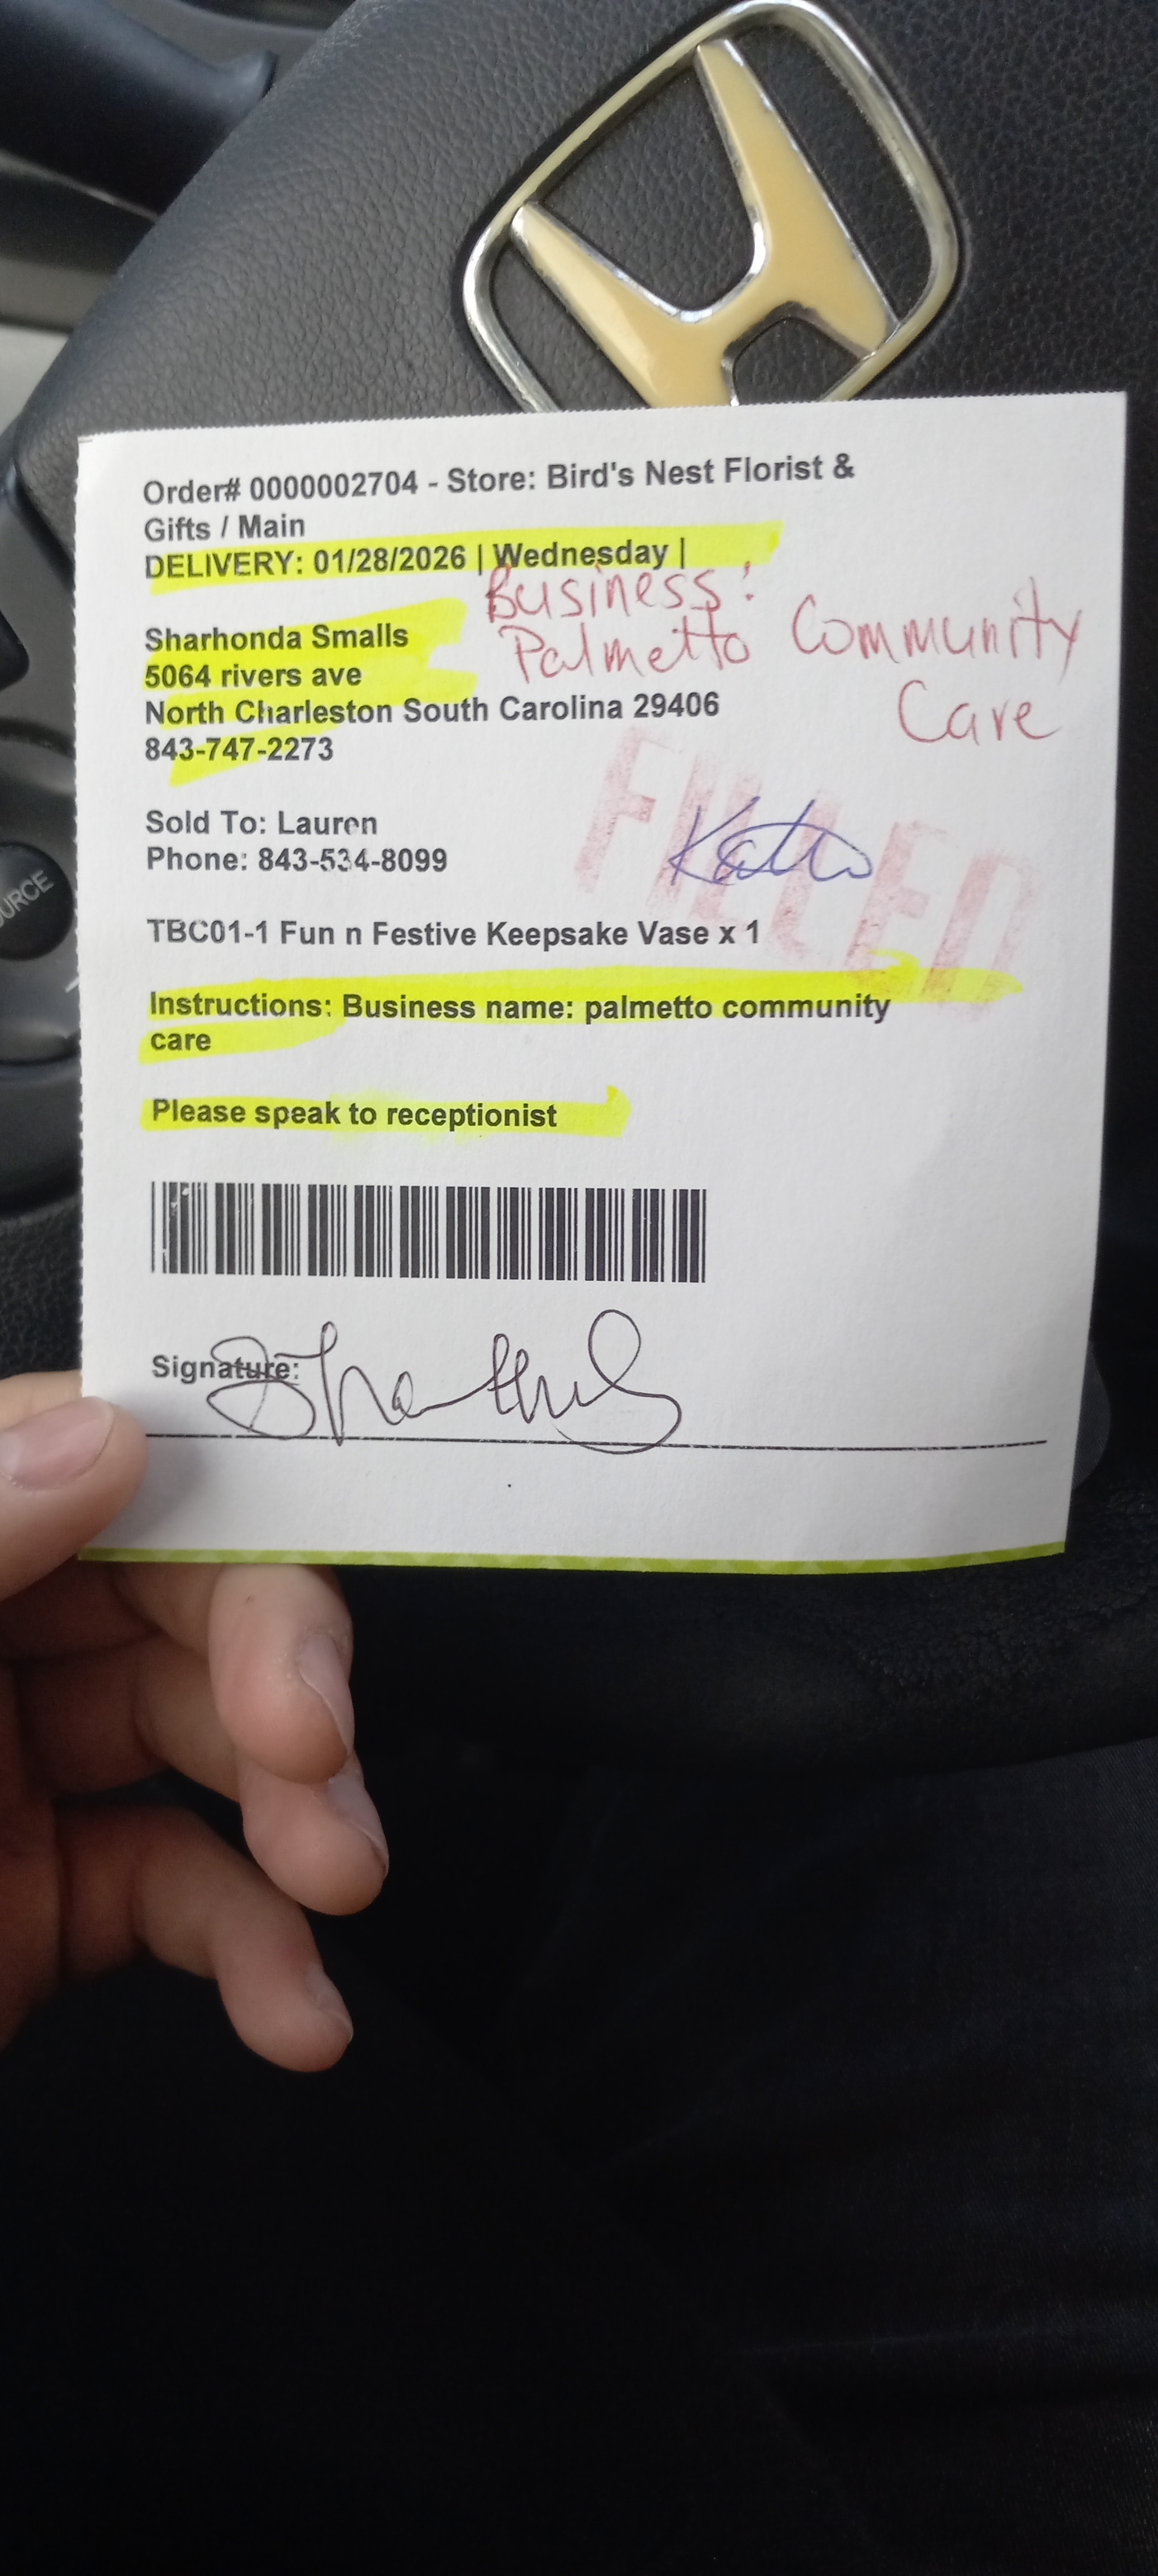 Order# 0000002704 - Store: Bird's Nest Florist &
Gifts / Main
DELIVERY: 01/28/2026 | Wednesday |
Business:
Palmetto Community
Care
Sharhonda Smalls
5064 rivers ave
North Charleston South Carolina 29406
843-747-2273
FILLED
Sold To: Lauren
Phone: 843-534-8099
TBC01-1 Fun n Festive Keepsake Vase x 1
Instructions: Business name: palmetto community
care
Please speak to receptionist
Signature: